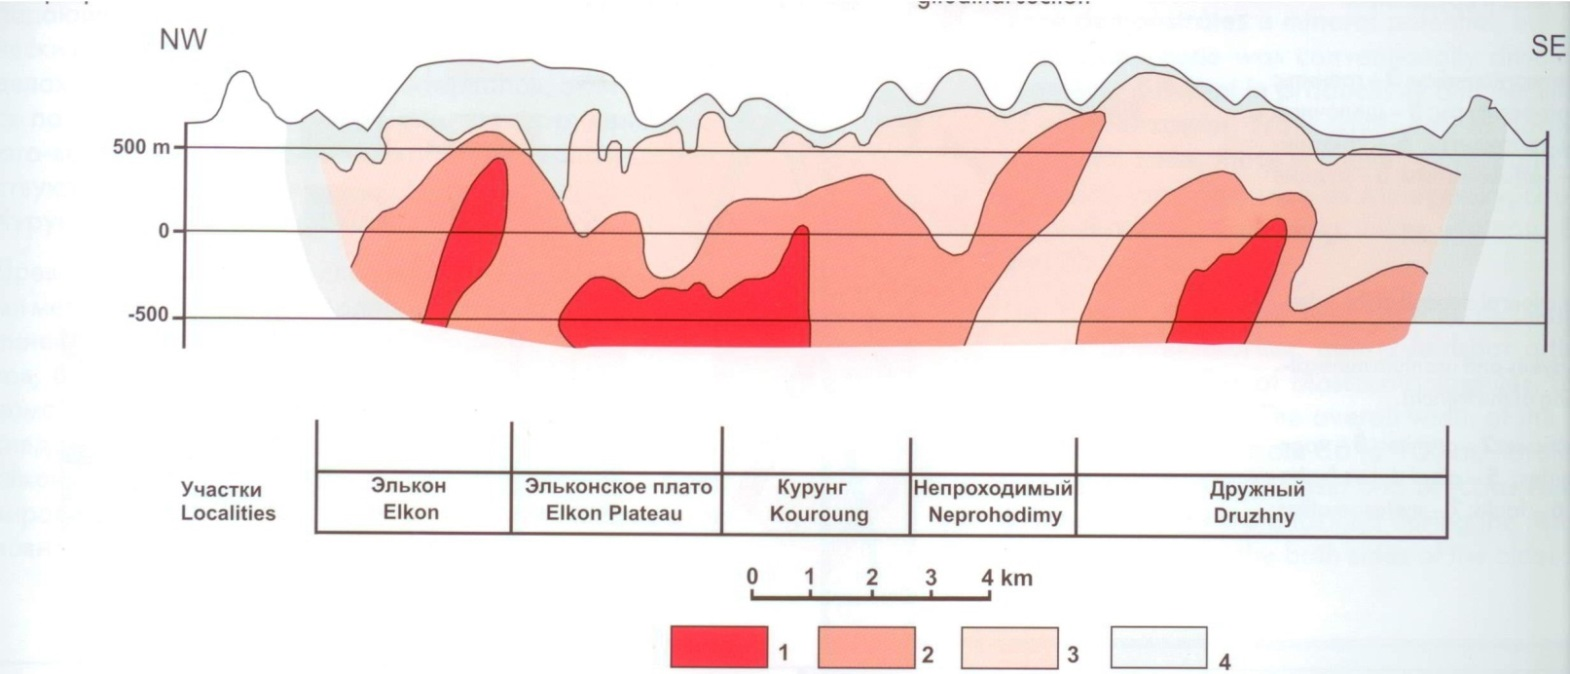 NW
SE
500 m
0
-500
Участки
Localities
Элькон
Elkon
Эльконское плато
Elkon Plateau
Курунг
Kouroung
Непроходимый
Neprohodimy
Дружный
Druzhny
0 1 2 3 4 km
1 2 3 4